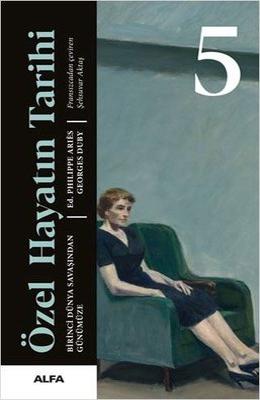 5
Özel Hayatın Tarihi
Fransızcadan çeviren
Şehsuvar Aktaş
BİRİNCİ DÜNYA SAVAŞINDAN
GÜNÜMÜZE
Ed. PHILIPPE ARIÈS
GEORGES DUBY
ALFA